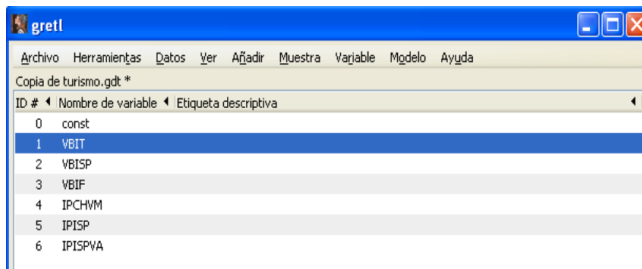 gretl
Archivo Herramientas Datos Ver Añadir Muestra Variable Modelo Ayuda
Copia de turismo.gdt *
ID # Nombre de variable Etiqueta descriptiva
0 const
1 VBIT
2 VBISP
3 VBIF
4 IPCHVM
5 IPISP
6 IPISPVA